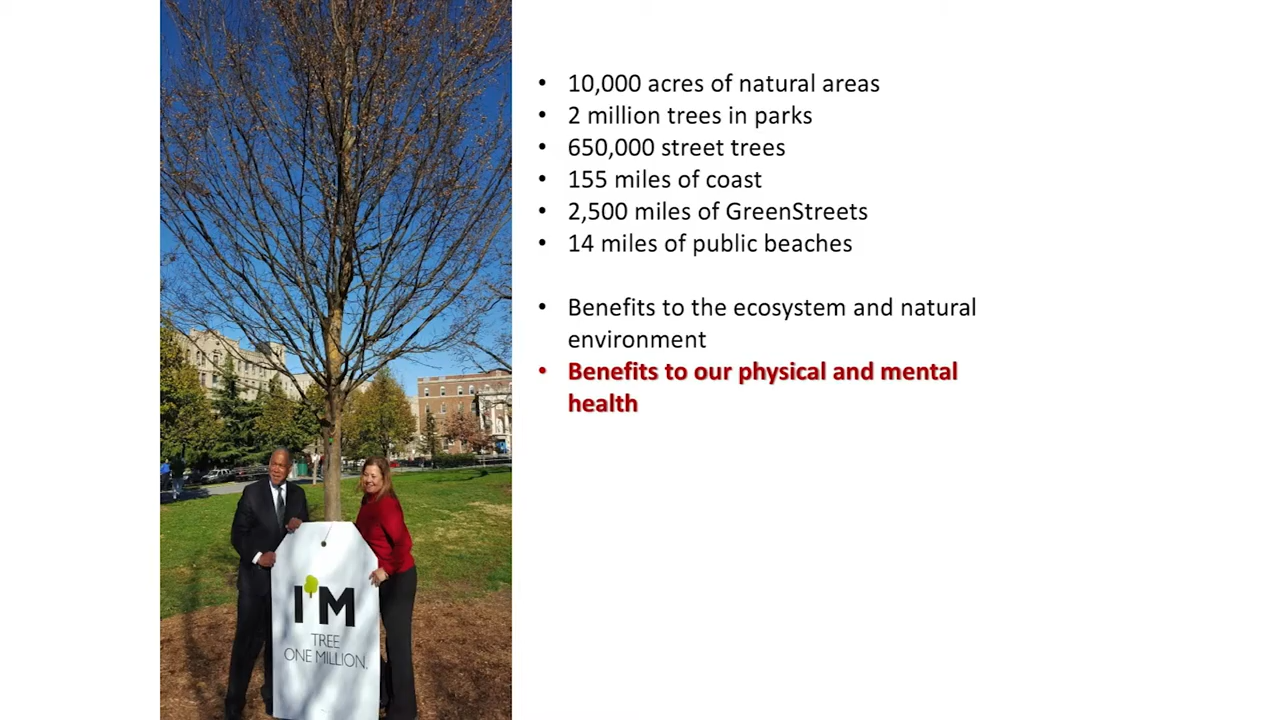 • 10,000 acres of natural areas
• 2 million trees in parks
• 650,000 street trees
• 155 miles of coast
• 2,500 miles of GreenStreets
• 14 miles of public beaches
• Benefits to the ecosystem and natural
environment
• Benefits to our physical and mental
health
I'M
TREE
ONE MILLION.